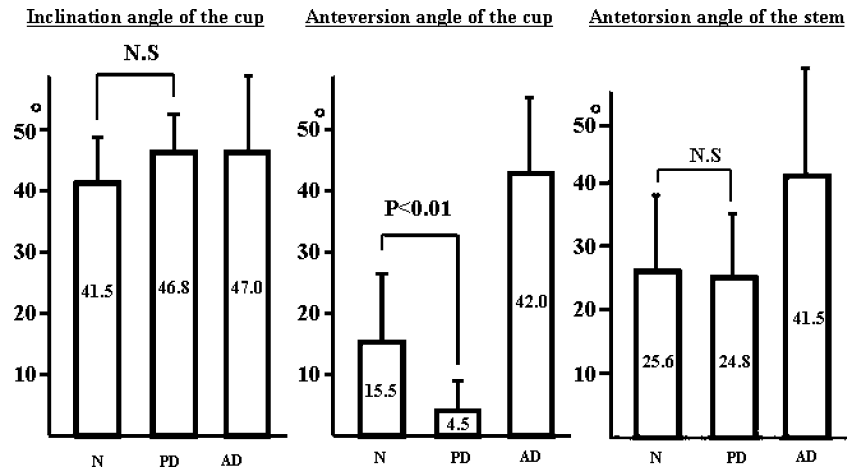 Inclination angle of the cup
N.S
50°
40
30
20
10
41.5
46.8
47.0
N PD AD
Anteversion angle of the cup
50°
40
30
20
10
P<0.01
15.5
4.5
42.0
N PD AD
Antetorsion angle of the stem
50°
40
30
20
10
N.S
25.6
24.8
41.5
N PD AD